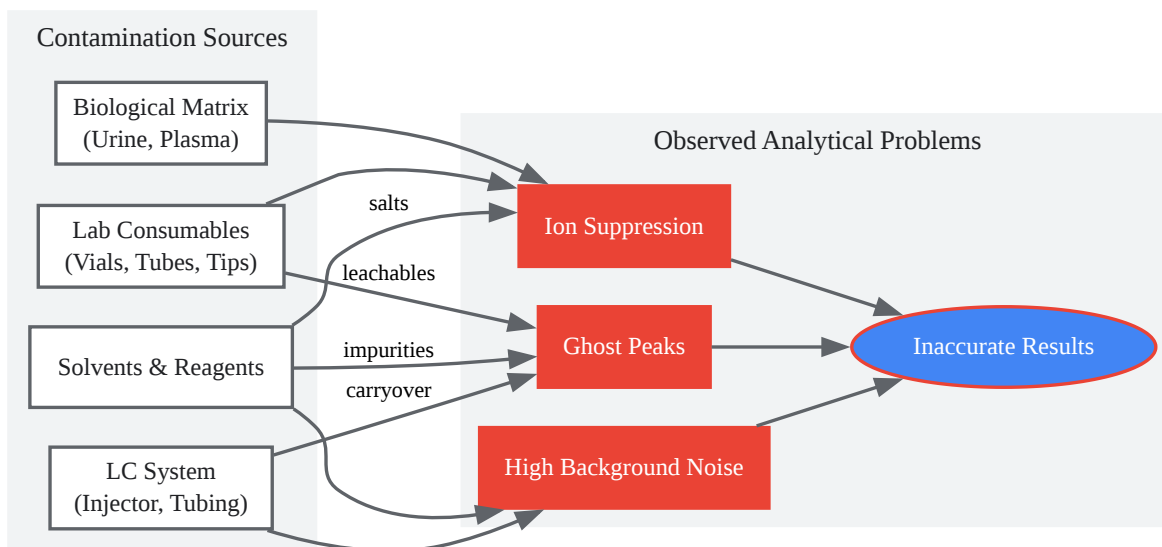 Contamination Sources
Biological Matrix
(Urine, Plasma)
Lab Consumables
(Vials, Tubes, Tips)
Solvents & Reagents
LC System
(Injector, Tubing)
salts
leachables
impurities
carryover
Observed Analytical Problems
Ion Suppression
Ghost Peaks
High Background Noise
Inaccurate Results